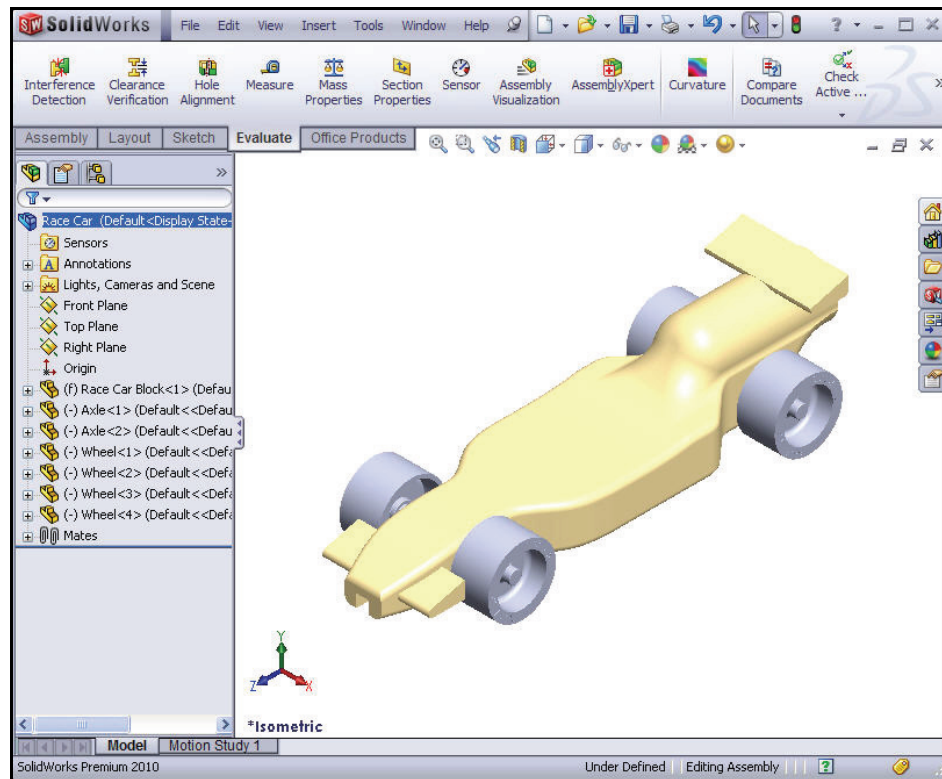 SolidWorks File Edit View Insert Tools Window Help
Interference Detection Clearance Verification Hole Alignment Measure Mass Properties Section Properties Sensor Assembly Visualization AssemblyXpert Curvature Compare Documents Check Active ...
Assembly Layout Sketch Evaluate Office Products
Race Car (Default<Display State-
Sensors
Annotations
Lights, Cameras and Scene
Front Plane
Top Plane
Right Plane
Origin
(f) Race Car Block<1> (Defau
(-) Axle<1> (Default<<Defau
(-) Axle<2> (Default<<Defau
(-) Wheel<1> (Default<<Defa
(-) Wheel<2> (Default<<Defa
(-) Wheel<3> (Default<<Defa
(-) Wheel<4> (Default<<Defa
Mates
Y
Z X
*Isometric
Model Motion Study 1
SolidWorks Premium 2010 Under Defined Editing Assembly